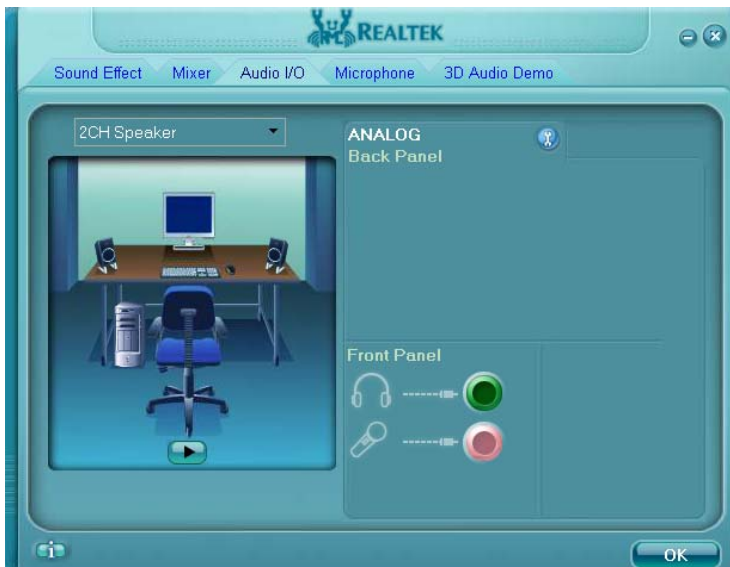 REALTEK
Sound Effect Mixer Audio I/O Microphone 3D Audio Demo
2CH Speaker
ANALOG
Back Panel
Front Panel
i
OK